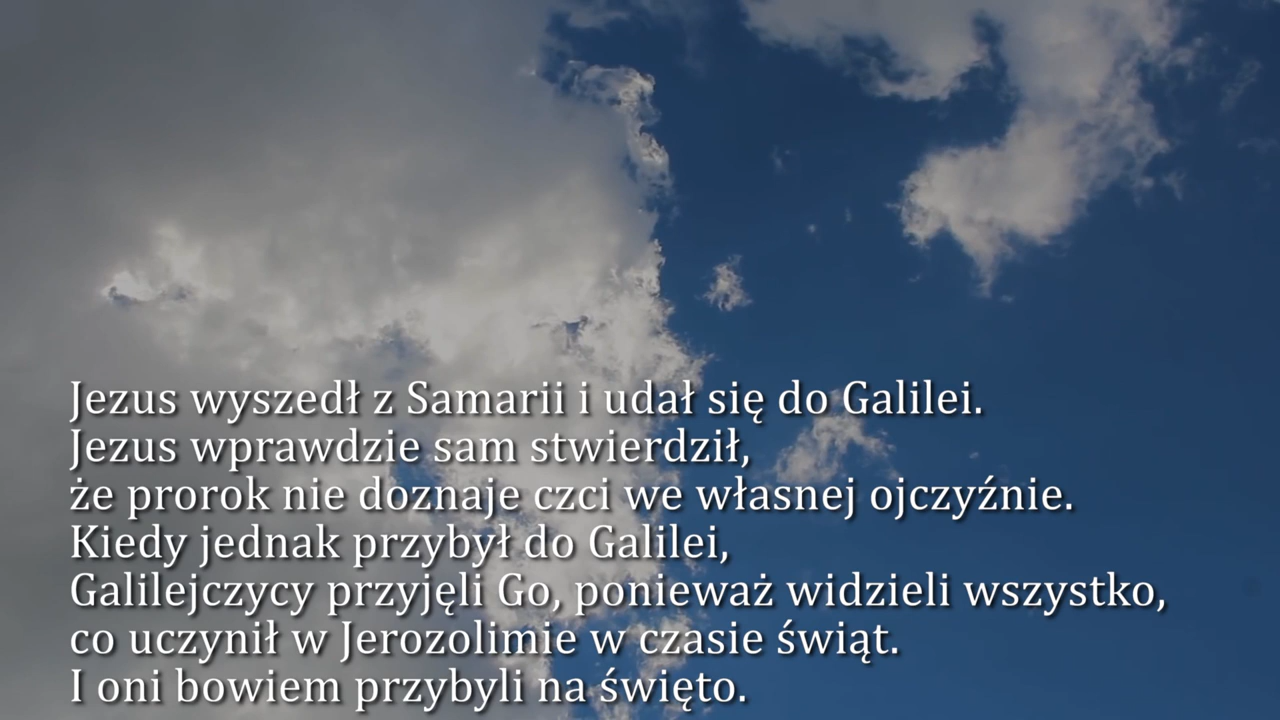 Jezus wyszedł z Samarii i udał się do Galilei.
Jezus wprawdzie sam stwierdził,
że prorok nie doznaje czci we własnej ojczyźnie.
Kiedy jednak przybył do Galilei,
Galilejczycy przyjęli Go, ponieważ widzieli wszystko,
co uczynił w Jerozolimie w czasie świąt.
I oni bowiem przybyli na święto.